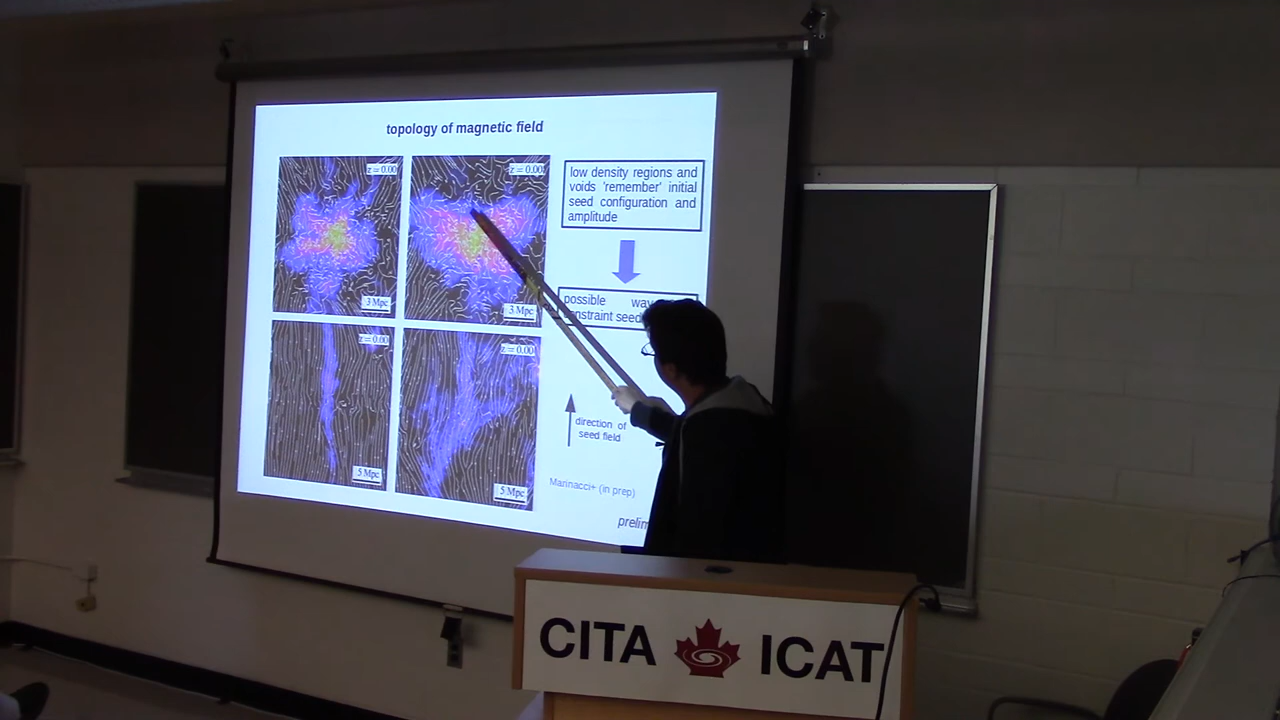 topology of magnetic field
z = 0.00
z = 0.00
3 Mpc
3 Mpc
z = 0.00
z = 0.00
5 Mpc
5 Mpc
low density regions and
voids 'remember' initial
seed configuration and
amplitude
possible
seed
direction of
seed field
Marinacci+ (in prep)
CITA ICAT